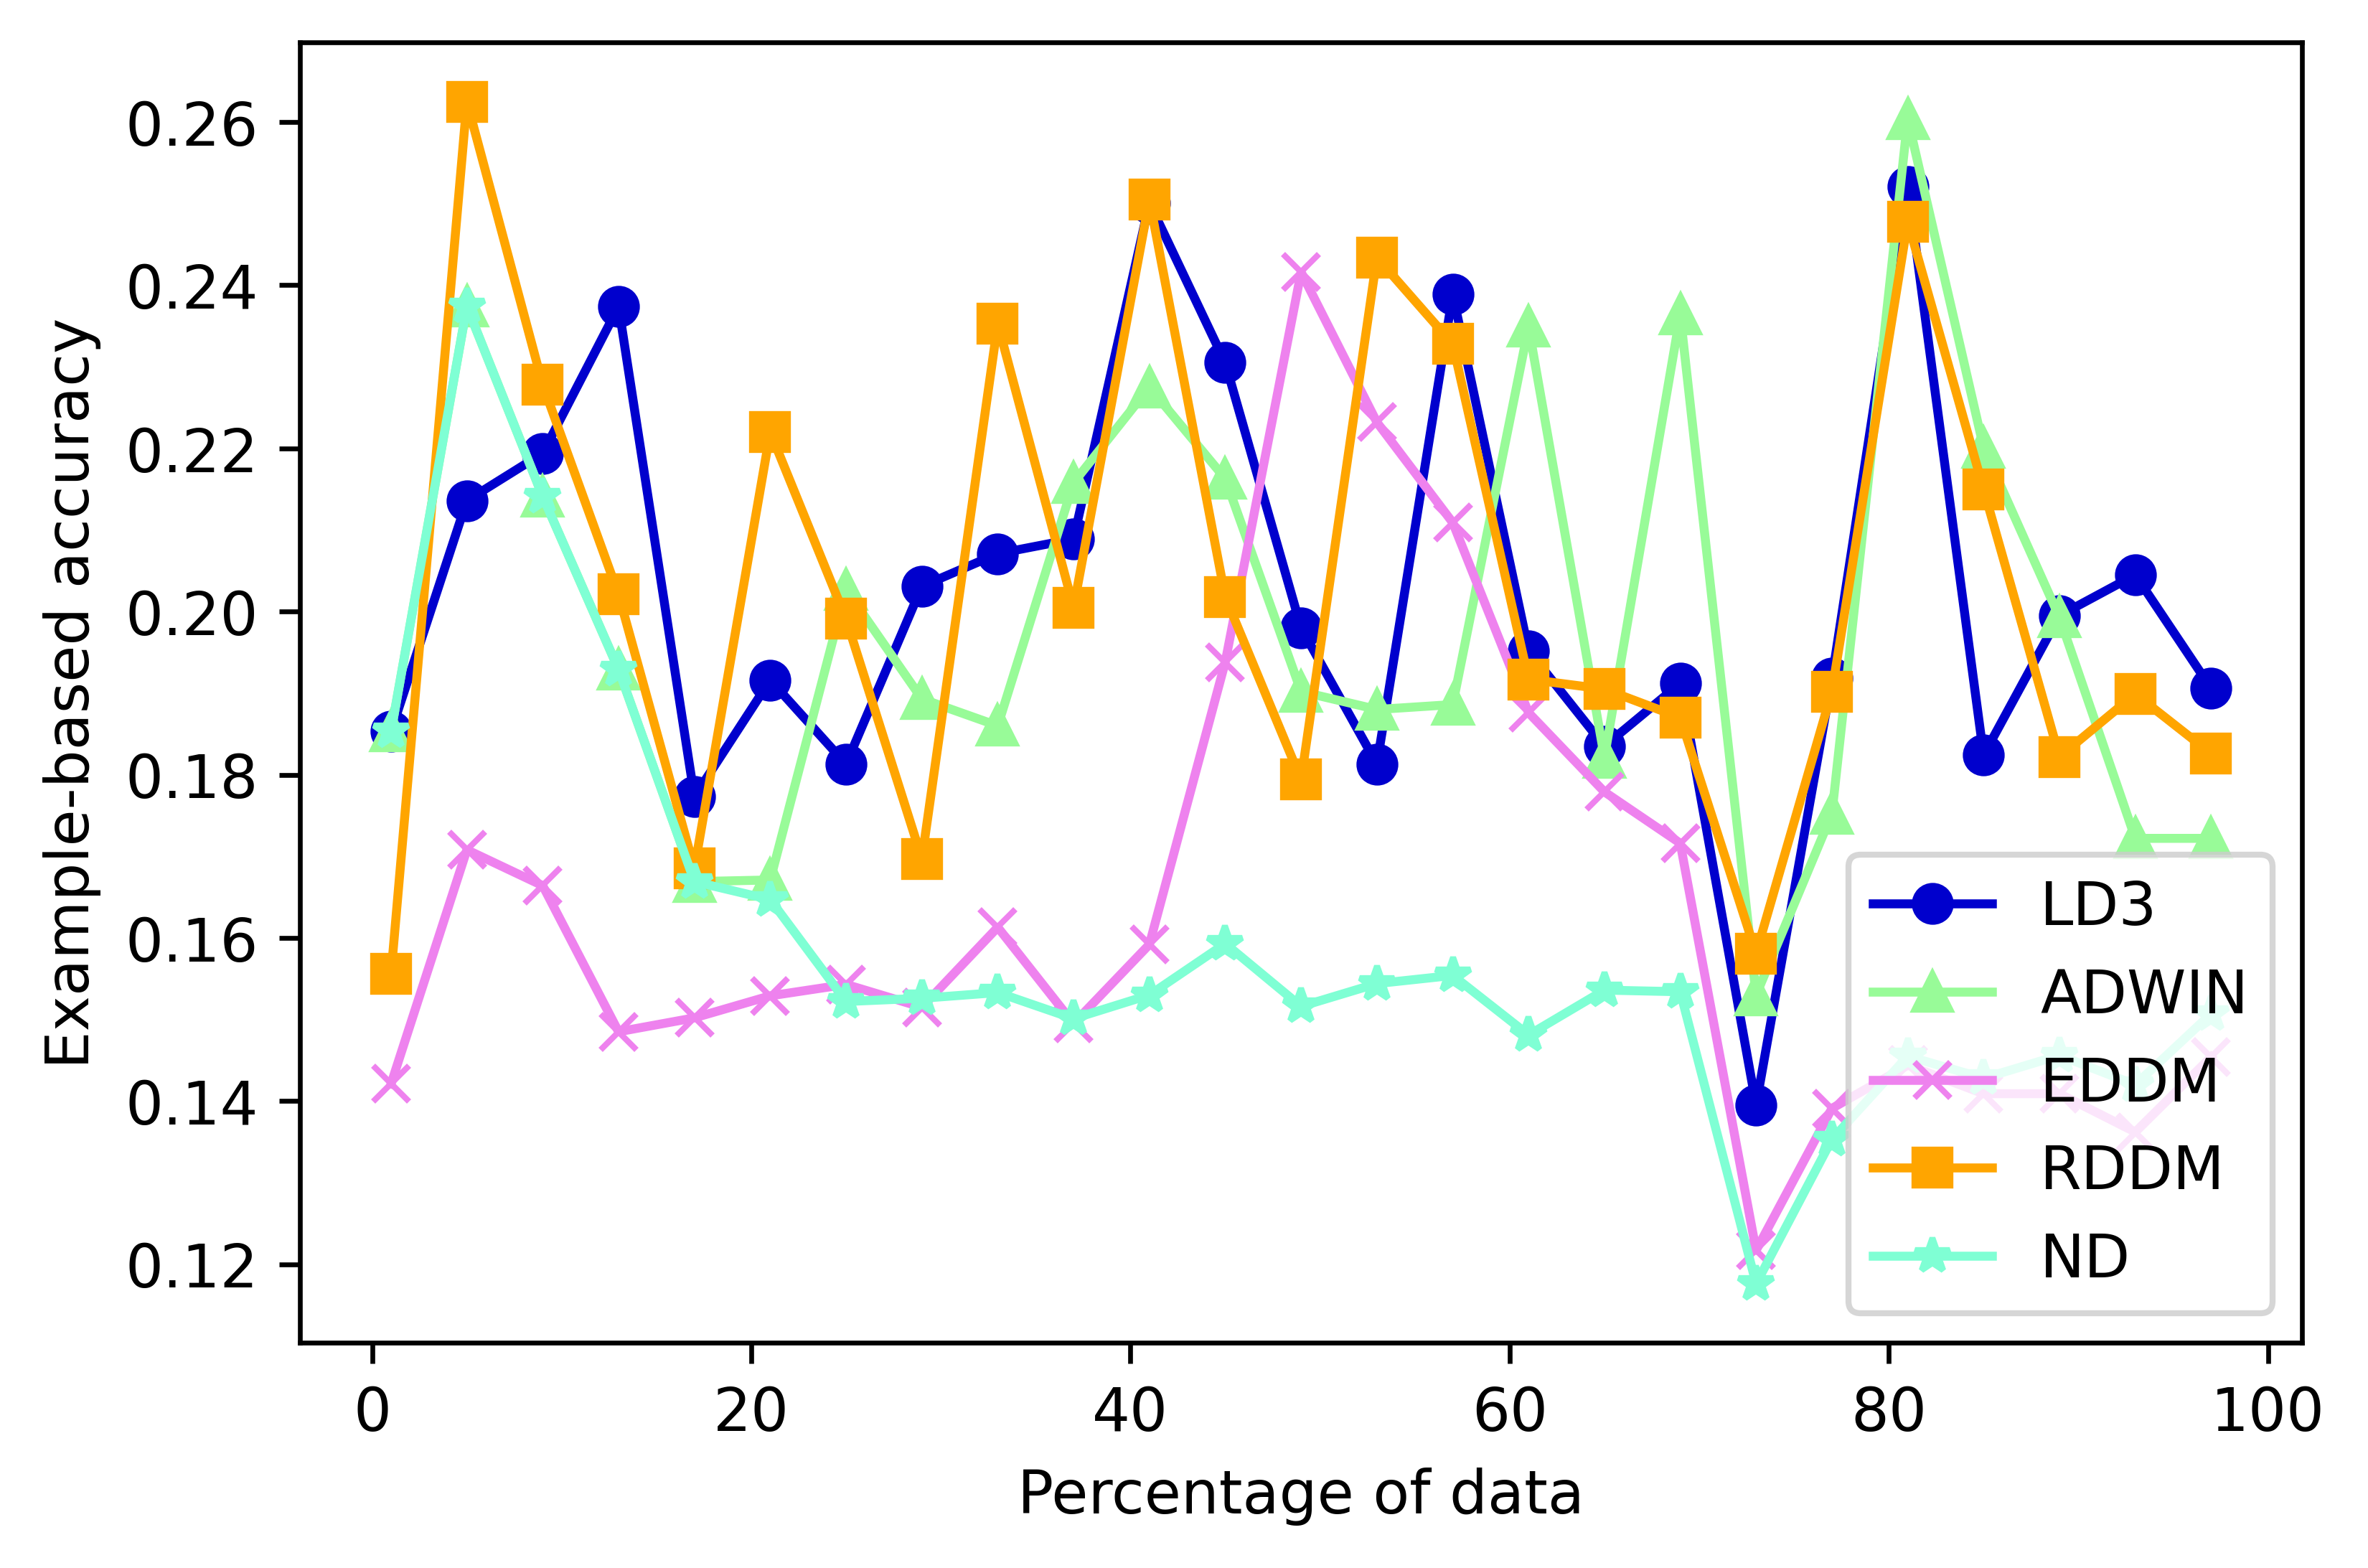 Example-based accuracy
0.26
0.24
0.22
0.20
0.18
0.16
0.14
0.12
LD3
ADWIN
EDDM
RDDM
ND
0 20 40 60 80 100
Percentage of data